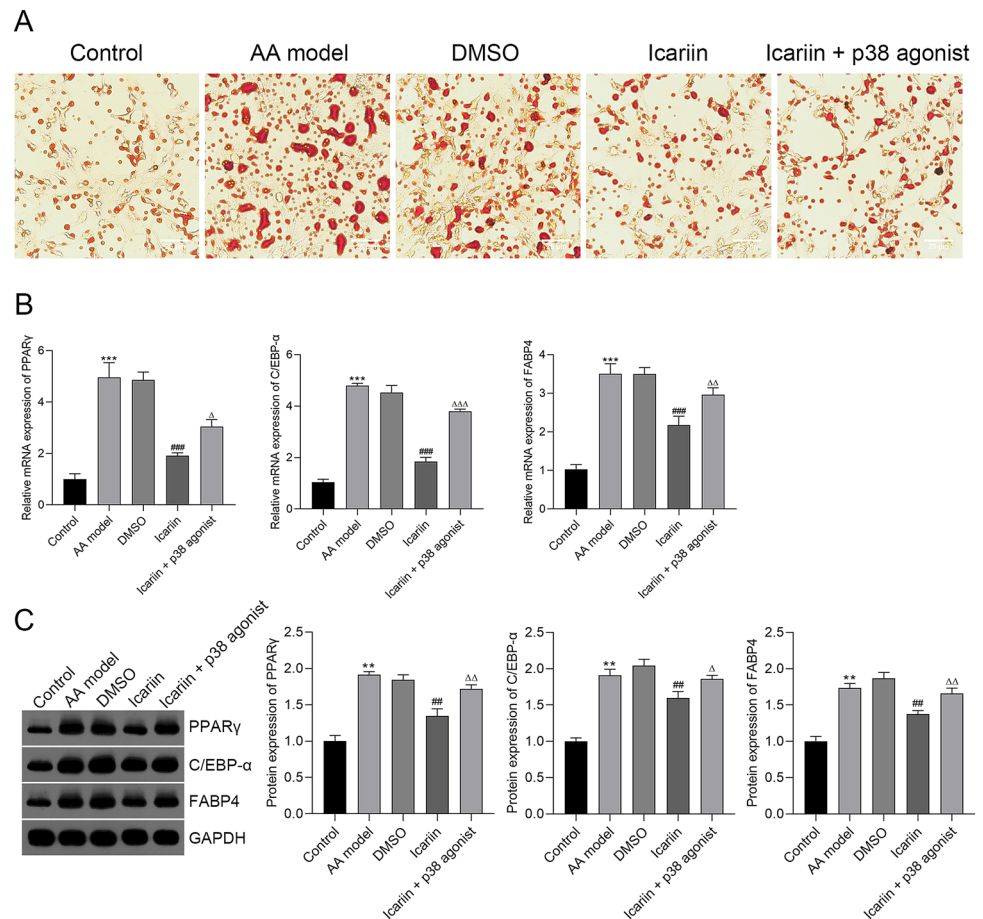 A
Control
AA model
DMSO
Icariin
Icariin + p38 agonist
B
Relative mRNA expression of PPARγ
6
4
2
0
***
###
Δ
Control
AA model
DMSO
Icariin
Icariin + p38 agonist
Relative mRNA expression of C/EBP-α
6
4
2
0
***
###
ΔΔΔ
Control
AA model
DMSO
Icariin
Icariin + p38 agonist
Relative mRNA expression of FABP4
4
3
2
1
0
***
###
ΔΔ
Control
AA model
DMSO
Icariin
Icariin + p38 agonist
C
Control
AA model
DMSO
Icariin
Icariin + p38 agonist
PPARγ
C/EBP-α
FABP4
GAPDH
Protein expression of PPARγ
2.5
2.0
1.5
1.0
0.5
0.0
**
##
ΔΔ
Control
AA model
DMSO
Icariin
Icariin + p38 agonist
Protein expression of C/EBP-α
2.5
2.0
1.5
1.0
0.5
0.0
**
##
Δ
Control
AA model
DMSO
Icariin
Icariin + p38 agonist
Protein expression of FABP4
2.5
2.0
1.5
1.0
0.5
0.0
**
##
ΔΔ
Control
AA model
DMSO
Icariin
Icariin + p38 agonist